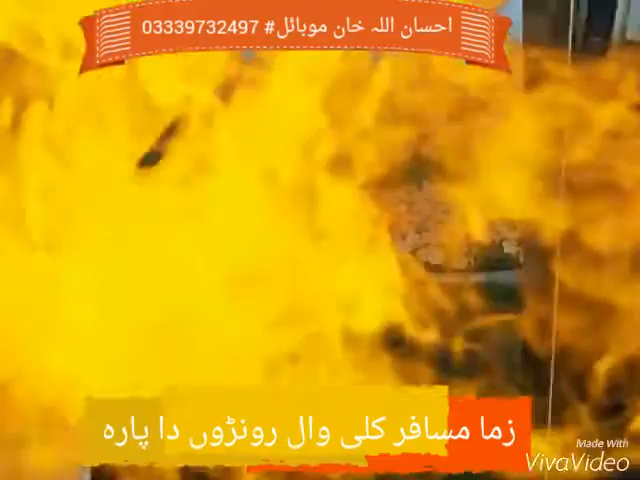 احسان اللہ خان موبائل# 03339732497
زما مسافر کلی وال رونڑوں دا پارہ
Made With
VivaVideo